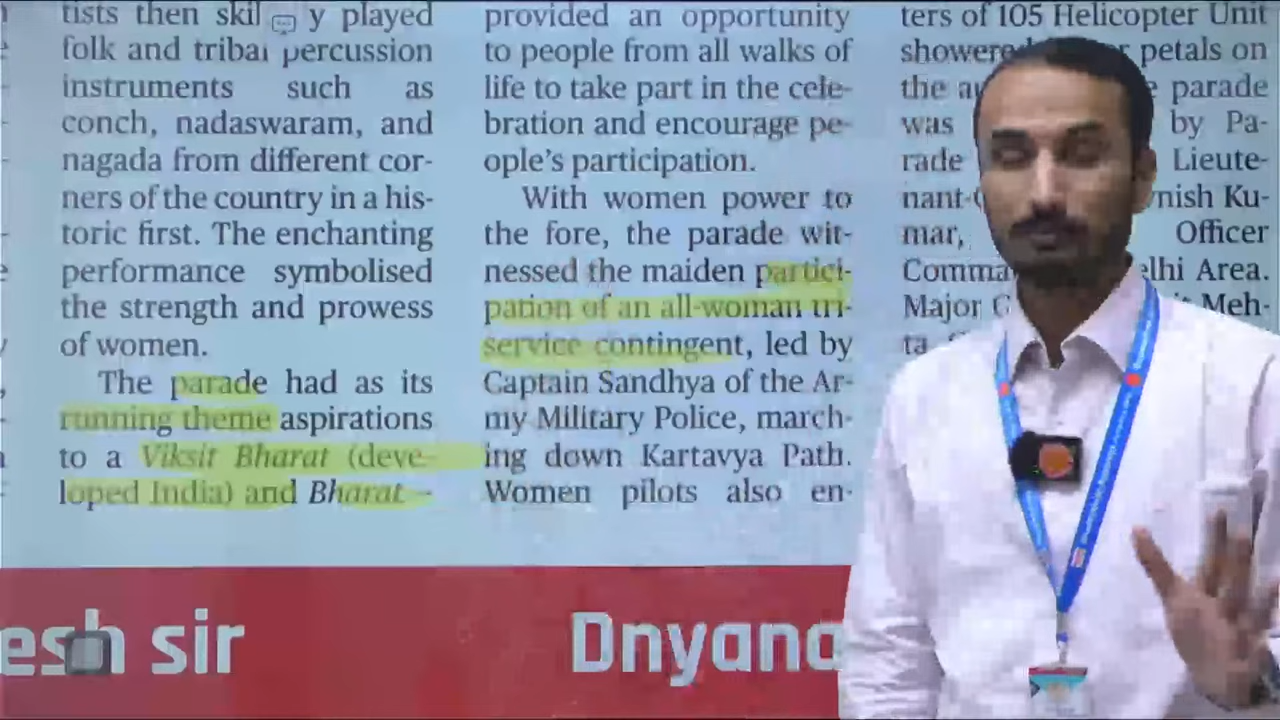 tists then skil y played
folk and tribal percussion
instruments such as
conch, nadaswaram, and
nagada from different cor-
ners of the country in a his-
toric first. The enchanting
performance symbolised
the strength and prowess
of women.
The parade had as its
running theme aspirations
to a Viksit Bharat (deve-
loped India) and Bharat –
provided an opportunity
to people from all walks of
life to take part in the cele-
bration and encourage pe-
ople's participation.
With women power to
the fore, the parade wit-
nessed the maiden partici-
pation of an all-woman tri-
service contingent, led by
Captain Sandhya of the Ar-
my Military Police, march-
ing down Kartavya Path.
Women pilots also en-
ters of 105 Helicopter Unit
showered petals on
the parade
was by Pa-
rade Lieute-
nant- nish Ku-
mar, Officer
Comma elhi Area.
Major Meh-
ta
esh sir
Dnyana